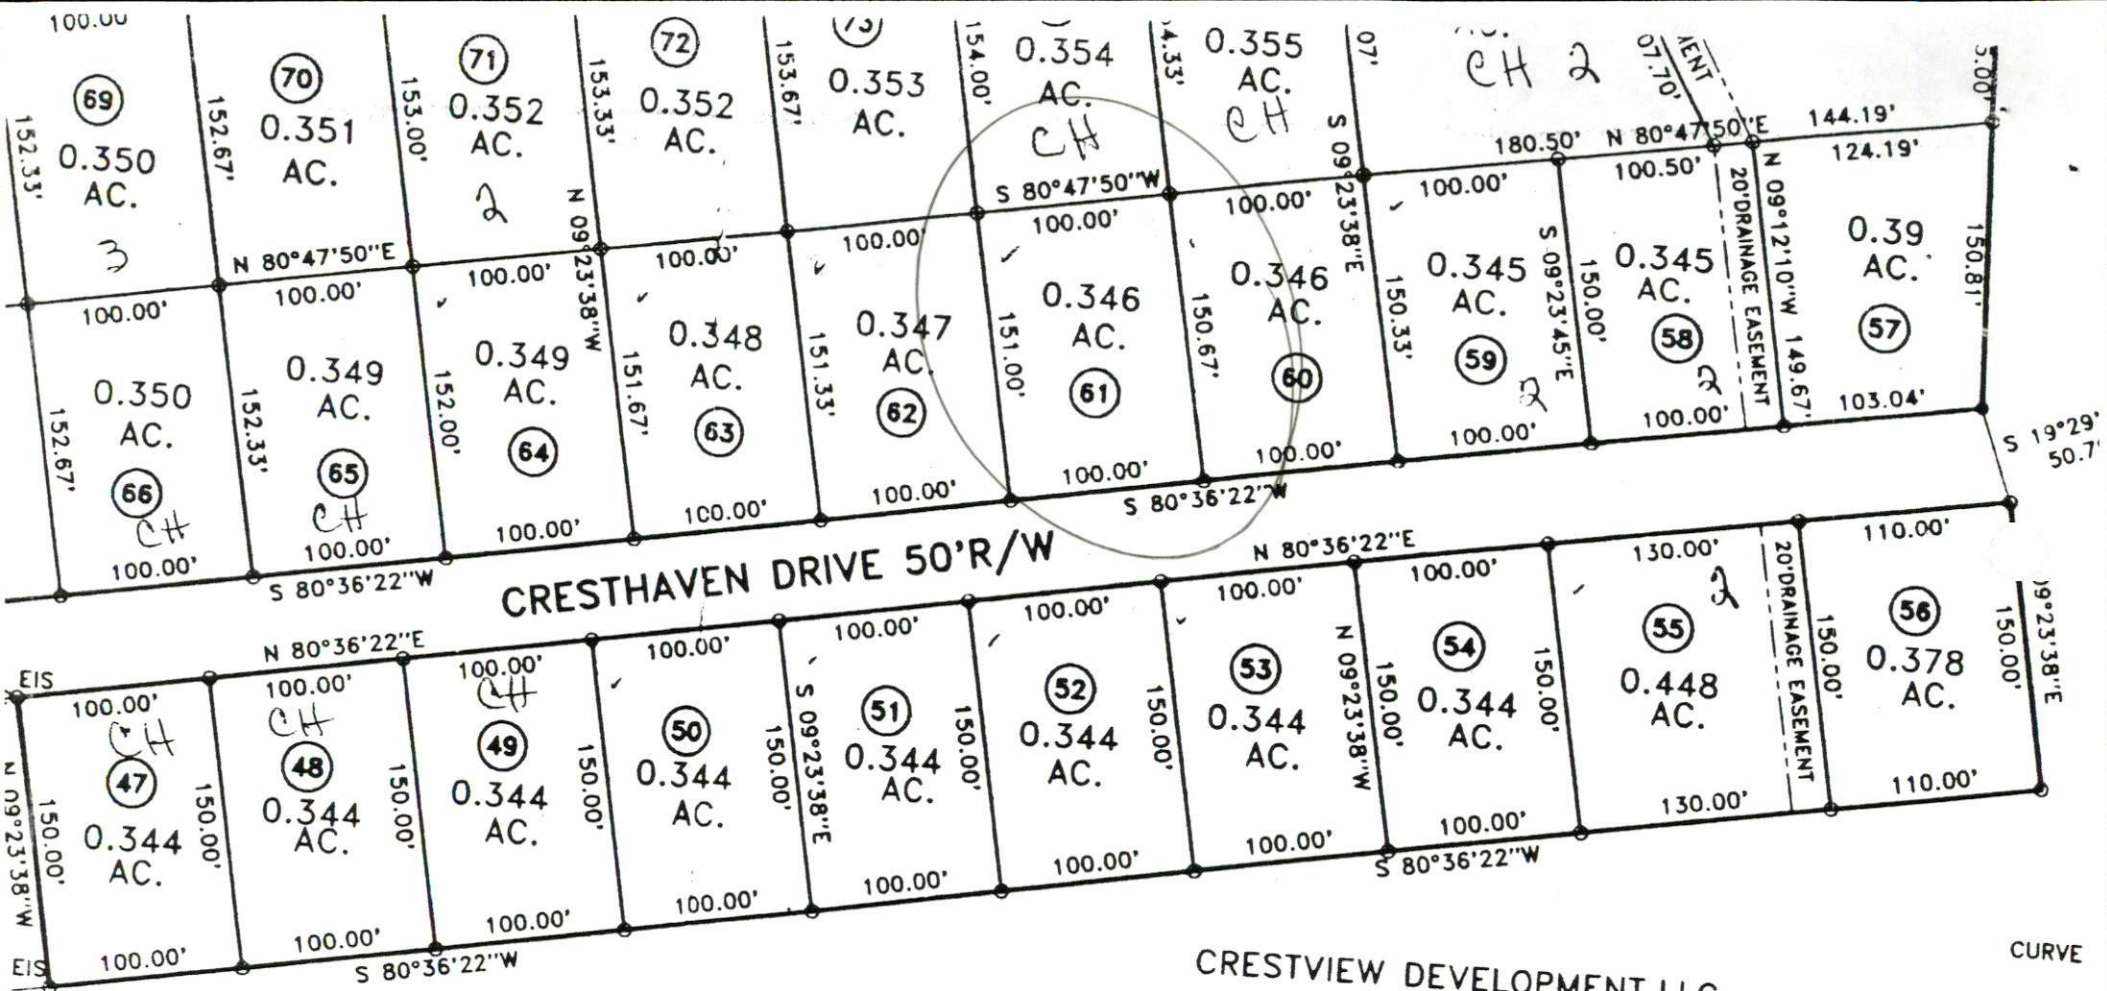 100.00
69
0.350
AC.
3
152.33'
152.67'
70
0.351
AC.
153.00'
71
0.352
AC.
2
153.33'
72
0.352
AC.
153.67'
73
0.353
AC.
154.00'
0.354
AC.
CH
4.33'
0.355
AC.
CH
07'
CH 2
07.70'
5.00'
N 80°47'50"E
N 09°23'38"W
S 80°47'50"W
S 09°23'38"E
180.50'
N 80°47'50"E
144.19'
100.00'
0.350
AC.
66
CH
100.00'
152.67'
152.33'
100.00'
0.349
AC.
65
CH
100.00'
152.00'
100.00'
0.349
AC.
64
100.00'
151.67'
100.00'
0.348
AC.
63
100.00'
151.33'
100.00'
0.347
AC.
62
100.00'
151.00'
100.00'
0.346
AC.
61
100.00'
150.67'
100.00'
0.346
AC.
60
100.00'
150.33'
100.00'
0.345
AC.
59
2
100.00'
S 09°23'45"E
150.00'
100.50'
0.345
AC.
58
2
100.00'
20'DRAINAGE EASEMENT
N 09°12'10"W 149.67'
124.19'
0.39
AC.
57
103.04'
150.81'
S 19°29'
50.7'
S 80°36'22"W
S 80°36'22"W
CRESTHAVEN DRIVE 50'R/W
N 80°36'22"E
N 80°36'22"E
EIS
N 09°23'38"W
150.00'
100.00'
CH
47
0.344
AC.
100.00'
150.00'
100.00'
CH
48
0.344
AC.
100.00'
150.00'
100.00'
CH
49
0.344
AC.
100.00'
150.00'
100.00'
50
0.344
AC.
100.00'
150.00'
S 09°23'38"E
100.00'
51
0.344
AC.
100.00'
150.00'
100.00'
52
0.344
AC.
100.00'
150.00'
100.00'
53
0.344
AC.
100.00'
N 09°23'38"W
150.00'
100.00'
54
0.344
AC.
100.00'
150.00'
130.00'
2
55
0.448
AC.
130.00'
20'DRAINAGE EASEMENT
150.00'
110.00'
56
0.378
AC.
110.00'
150.00'
09°23'38"E
EIS
S 80°36'22"W
S 80°36'22"W
CRESTVIEW DEVELOPMENT LLC
CURVE